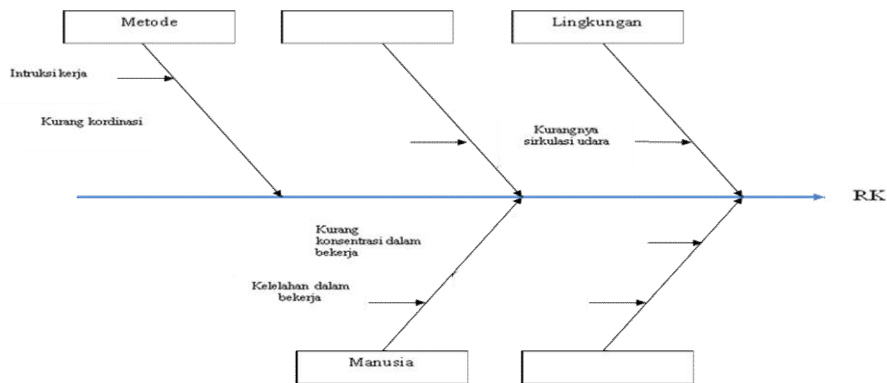 Metode
Lingkungan
Intruksi kerja
Kurang kordinasi
Kurangnya
sirkulasi udara
RK
Kurang
konsentrasi dalam
bekerja
Kelelahan dalam
bekerja
Manusia